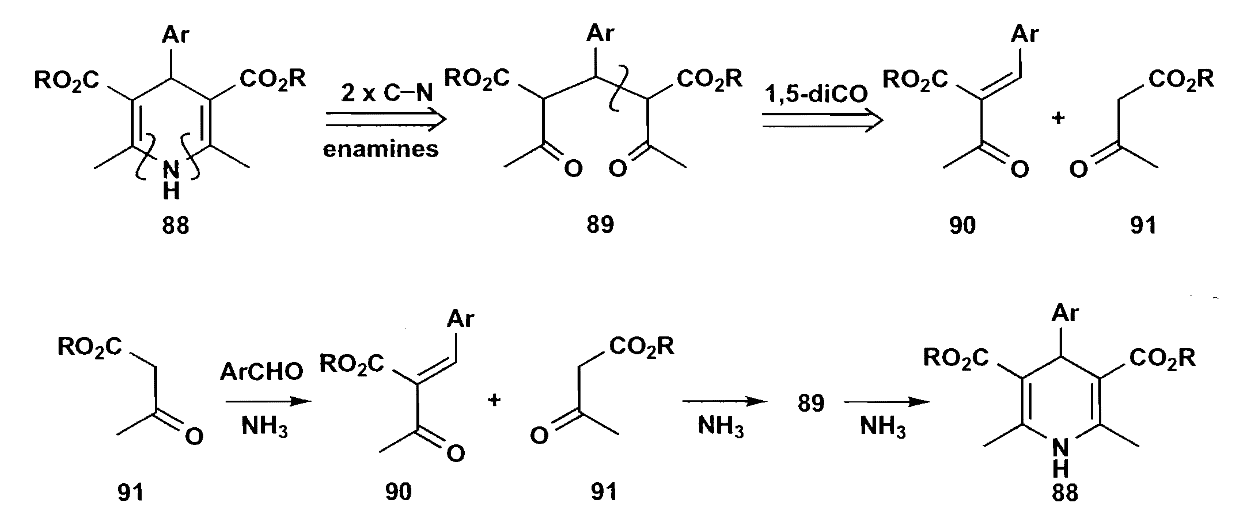 Ar
RO₂C CO₂R
N
H
88
2 x C–N
enamines
Ar
RO₂C CO₂R
O O
89
1,5-diCO
Ar
RO₂C
O
90
+
CO₂R
O
91
RO₂C
O
91
ArCHO
NH₃
Ar
RO₂C
O
90
+
CO₂R
O
91
NH₃
89
NH₃
Ar
RO₂C CO₂R
N
H
88